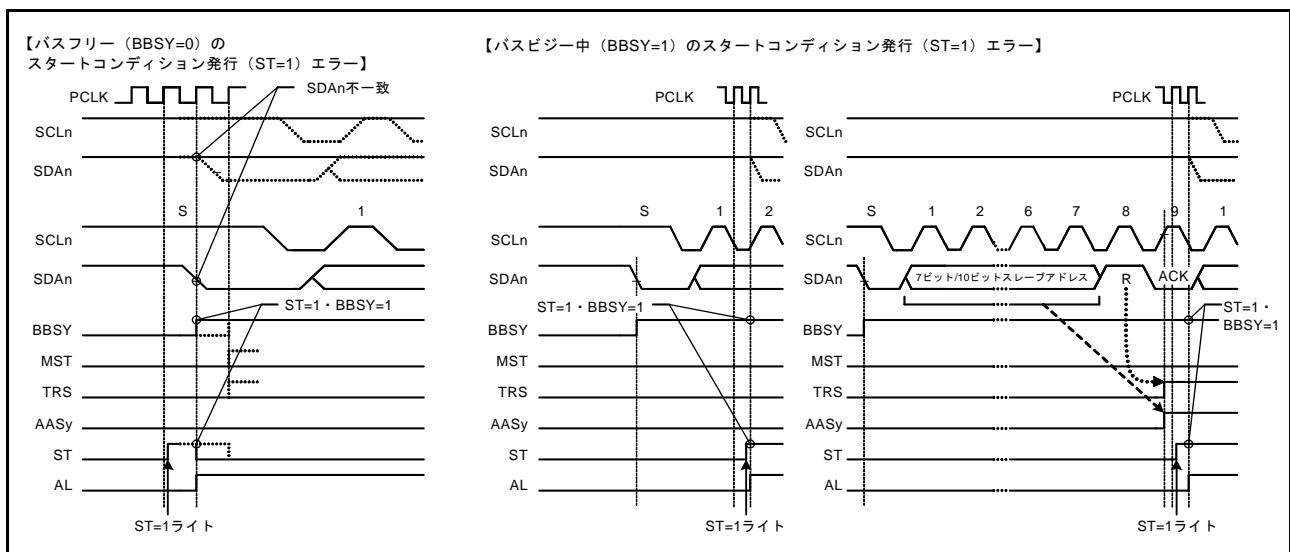 【バスフリー（BBSY=0）の
スタートコンディション発行（ST=1）エラー】
PCLK
SDAn不一致
SCLn
SDAn
S
1
SCLn
SDAn
ST=1・BBSY=1
BBSY
MST
TRS
AASy
ST
AL
ST=1ライト
【バスビジー中（BBSY=1）のスタートコンディション発行（ST=1）エラー】
PCLK
SCLn
SDAn
S
1
2
SCLn
SDAn
ST=1・BBSY=1
BBSY
MST
TRS
AASy
ST
AL
ST=1ライト
PCLK
SCLn
SDAn
S
1
2
6
7
8
9
1
SCLn
SDAn
7ビット/10ビットスレーブアドレス
R
ACK
ST=1・
BBSY=1
BBSY
MST
TRS
AASy
ST
AL
ST=1ライト